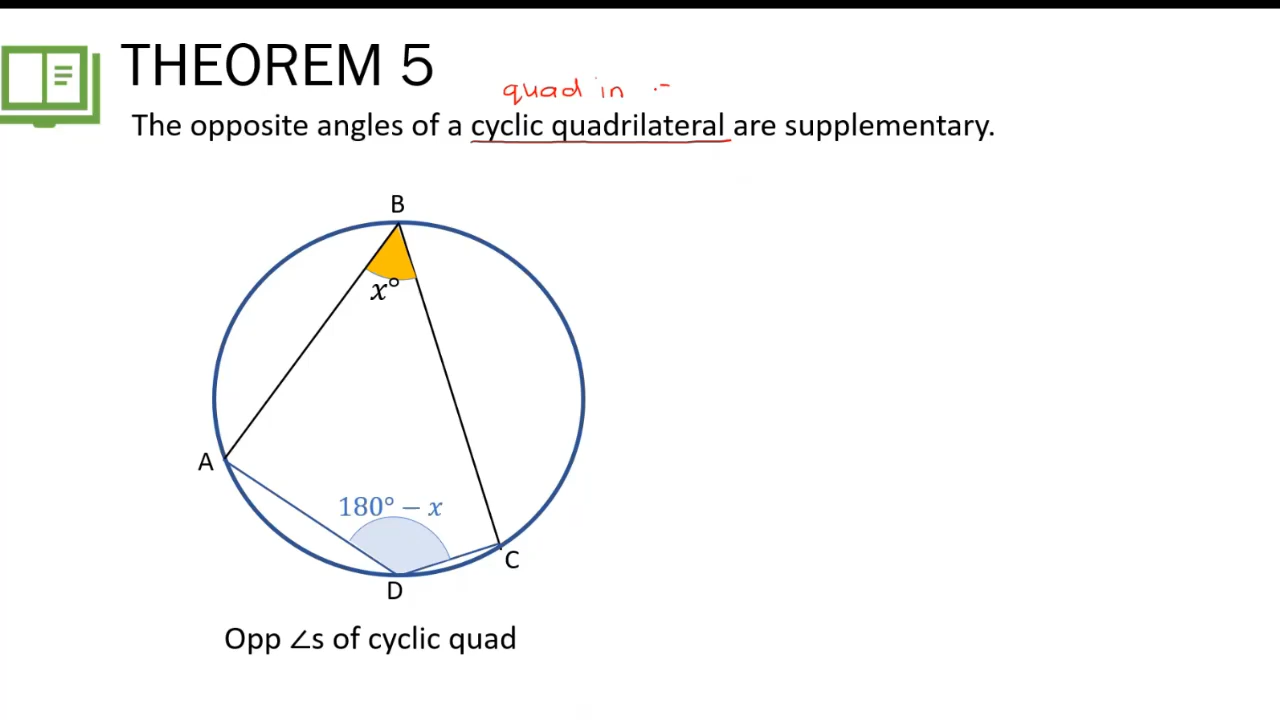 THEOREM 5
quad in
The opposite angles of a cyclic quadrilateral are supplementary.
B
x°
A
180° − x
C
D
Opp ∠s of cyclic quad